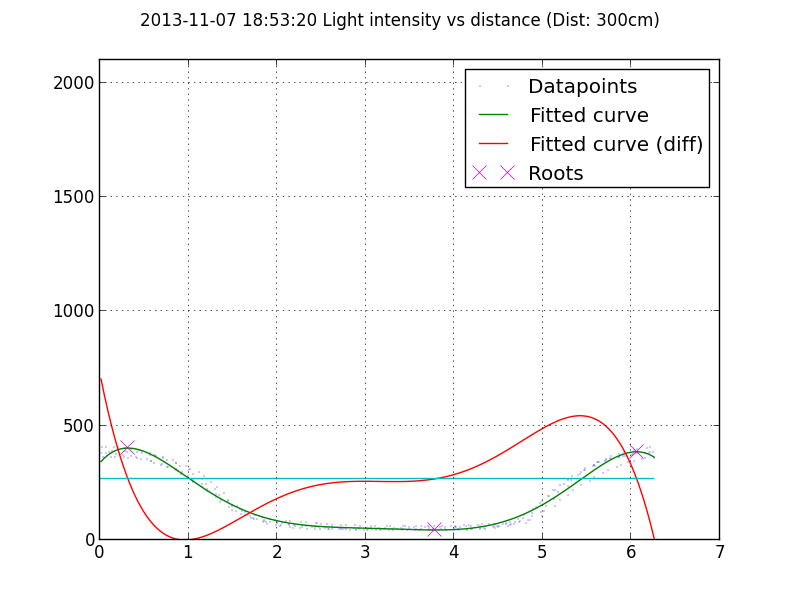 2013-11-07 18:53:20 Light intensity vs distance (Dist: 300cm)
2000
1500
1000
500
0
Datapoints
Fitted curve
Fitted curve (diff)
Roots
0 1 2 3 4 5 6 7